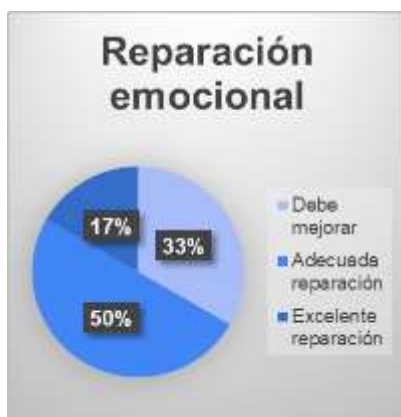 Reparación
emocional
17%
33%
50%
Debe
mejorar
Adecuada
reparación
Excelente
reparación